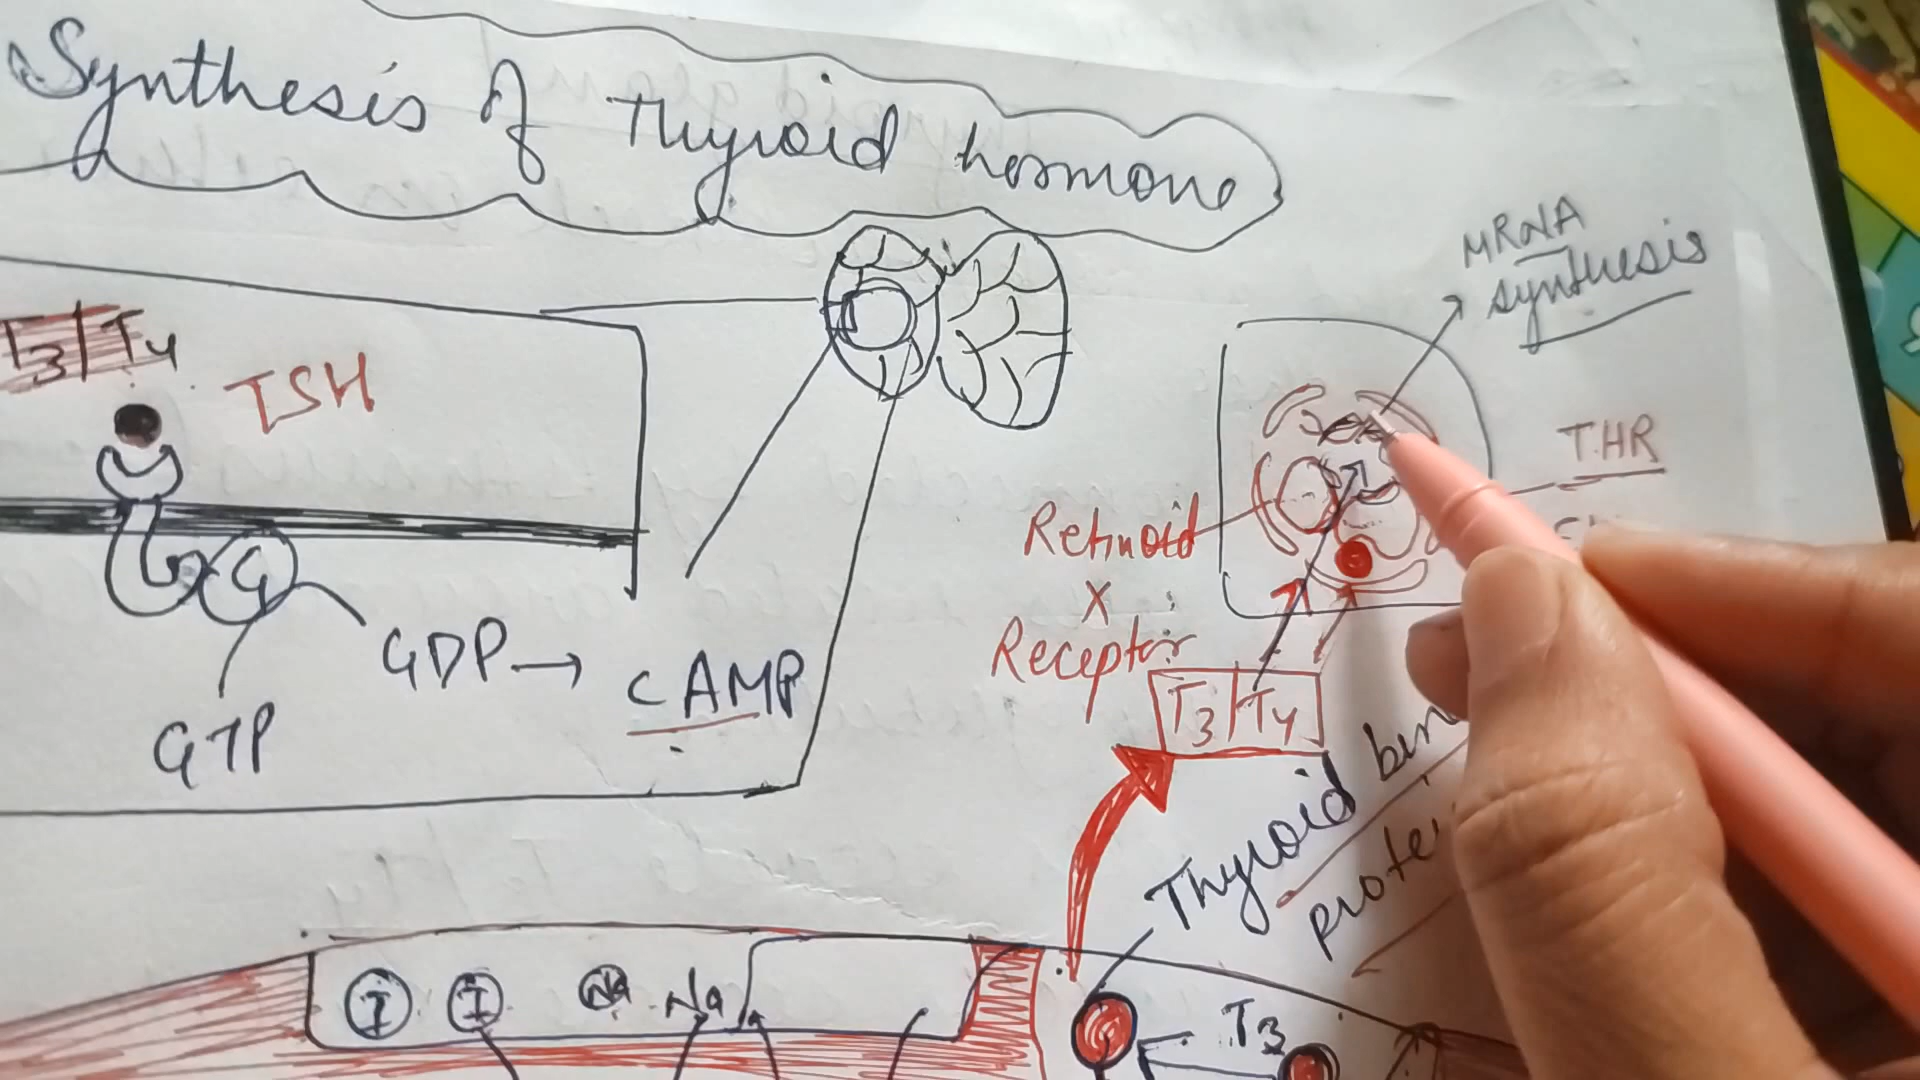 Synthesis of Thyroid hormone
T3/T4
TSH
G
GDP → cAMP
GTP
mRNA
synthesis
THR
Retinoid
X
Receptor
T3 T4
Thyroid
I I Na Na
T3